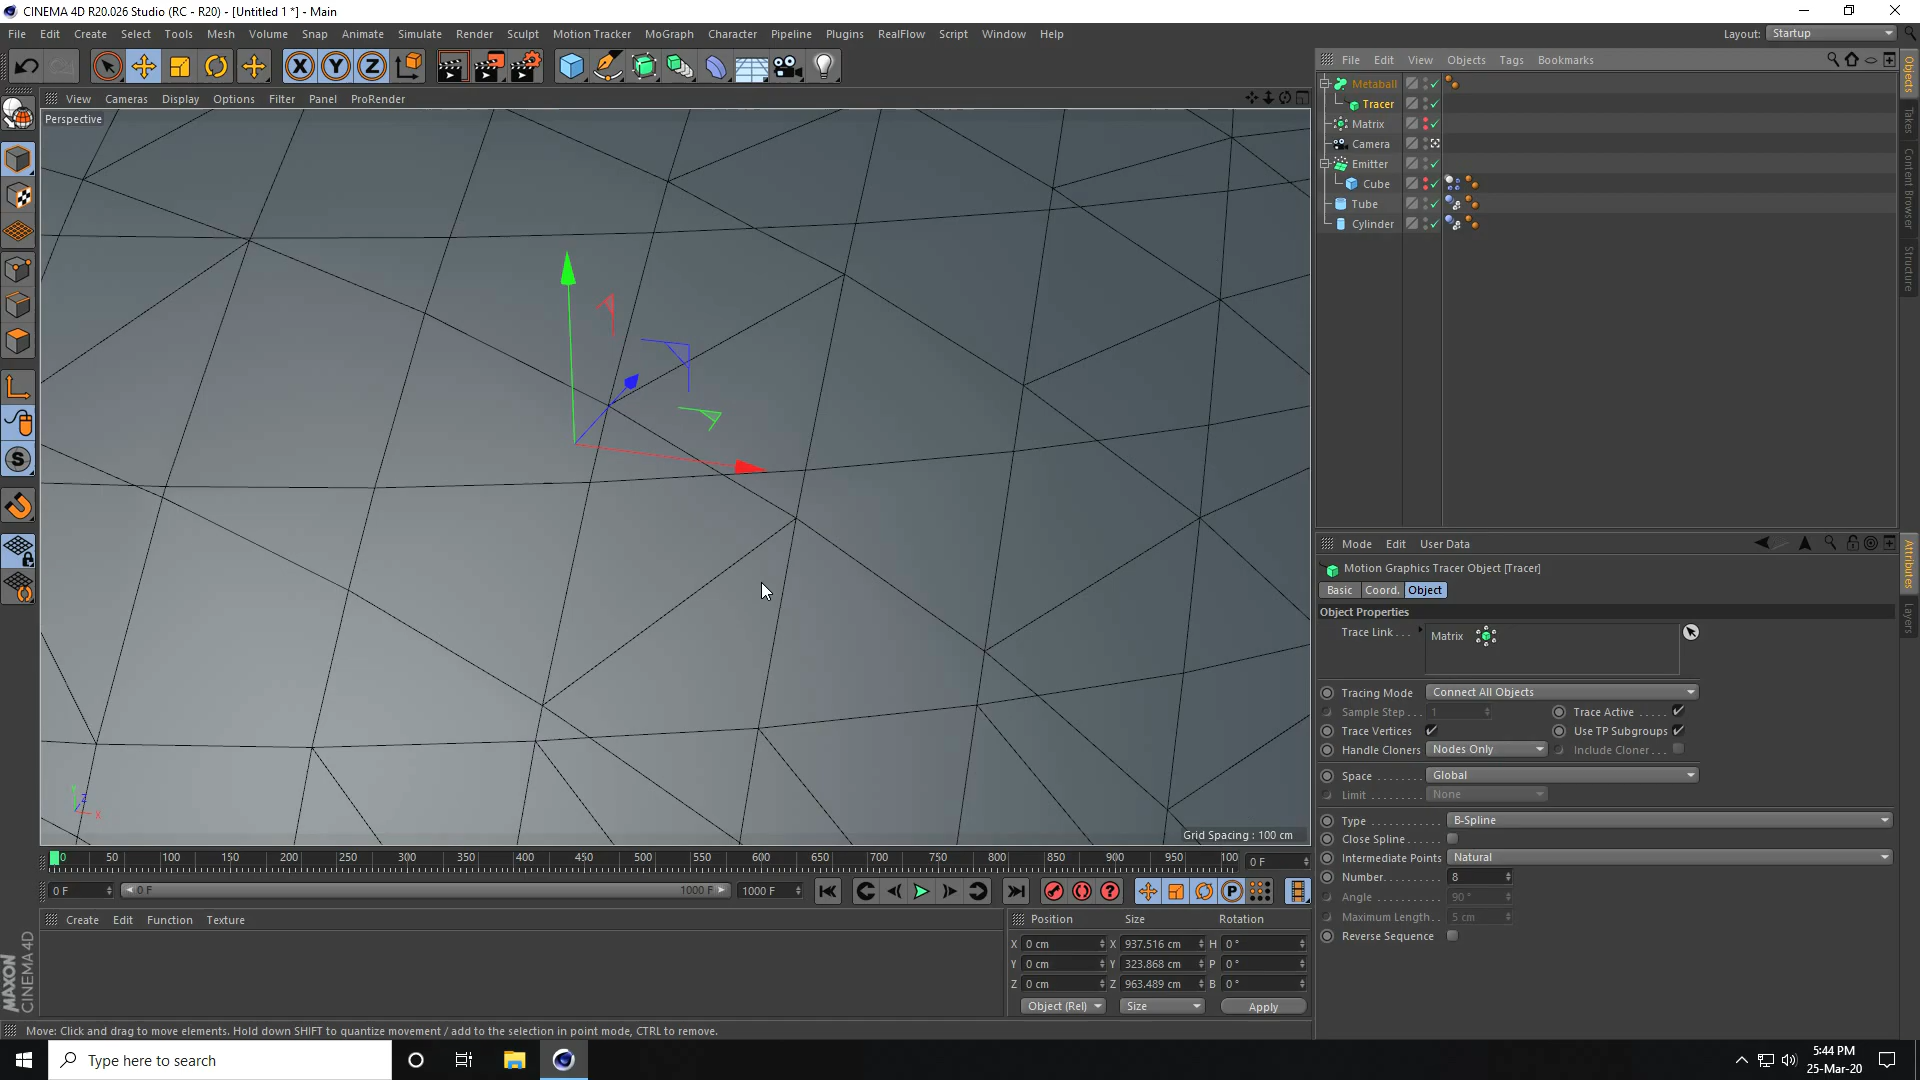 CINEMA 4D R20.026 Studio (RC - R20) - [Untitled 1 *] - Main
File Edit Create Select Tools Mesh Volume Snap Animate Simulate Render Sculpt Motion Tracker MoGraph Character Pipeline Plugins RealFlow Script Window Help
Layout: Startup
File Edit View Objects Tags Bookmarks
View Cameras Display Options Filter Panel ProRender
Perspective
Metaball
Tracer
Matrix
Camera
Emitter
Cube
Tube
Cylinder
Objects
Takes
Content Browser
Structure
Mode Edit User Data
Motion Graphics Tracer Object [Tracer]
Basic Coord. Object
Object Properties
Trace Link . . . Matrix
Tracing Mode Connect All Objects
Sample Step . . . 1 Trace Active . . . . .
Trace Vertices Use TP Subgroups
Handle Cloners Nodes Only Include Cloner . . .
Space . . . . . . . . Global
Limit . . . . . . . . . None
Type . . . . . . . . . . B-Spline
Close Spline . . . . .
Intermediate Points Natural
Number. . . . . . . . 8
Angle . . . . . . . . . 90 °
Maximum Length. . 5 cm
Reverse Sequence
Attributes
Layers
Y
Z
X
Grid Spacing : 100 cm
0 50 100 150 200 250 300 350 400 450 500 550 600 650 700 750 800 850 900 950 100 0 F
0 F 0 F 1000 F 1000 F
Create Edit Function Texture
Position Size Rotation
X 0 cm X 937.516 cm H 0 °
Y 0 cm Y 323.868 cm P 0 °
Z 0 cm Z 963.489 cm B 0 °
Object (Rel) Size Apply
MAXON
CINEMA 4D
Move: Click and drag to move elements. Hold down SHIFT to quantize movement / add to the selection in point mode, CTRL to remove.
Type here to search
5:44 PM
25-Mar-20